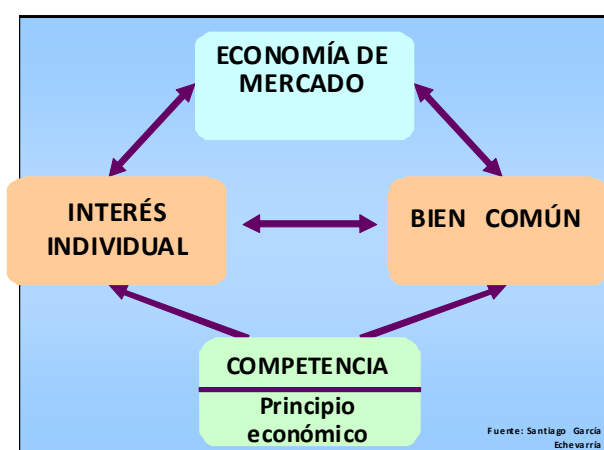 ECONOMÍA DE
MERCADO
INTERÉS
INDIVIDUAL
BIEN COMÚN
COMPETENCIA
Principio
económico
Fuente: Santiago García
Echevarría